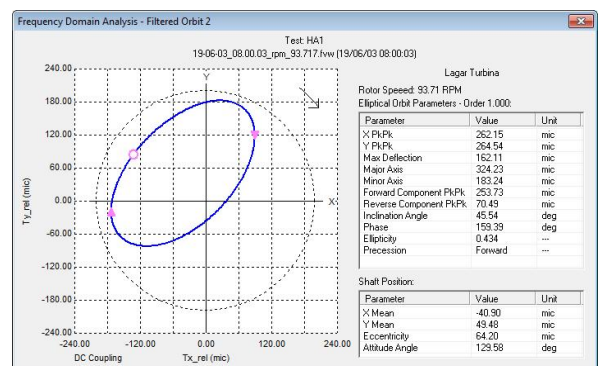 Frequency Domain Analysis - Filtered Orbit 2
Test: HA1
19-06-03_08.00.03_rpm_93.717.fvw (19/06/03 08:00:03)
240.00
180.00
120.00
60.00
0.00
-60.00
-120.00
-180.00
-240.00
Ty_rel (mic)
Y
X
-240.00 -120.00 0.00 120.00 240.00
DC Coupling Tx_rel (mic)
Lagar Turbina
Rotor Speeed: 93.71 RPM
Elliptical Orbit Parameters - Order 1.000:
Parameter Value Unit
X PkPk 262.15 mic
Y PkPk 264.54 mic
Max Deflection 162.11 mic
Major Axis 324.23 mic
Minor Axis 183.24 mic
Forward Component PkPk 253.73 mic
Reverse Component PkPk 70.49 mic
Inclination Angle 45.54 deg
Phase 159.39 deg
Ellipticity 0.434 ---
Precession Forward ---
Shaft Position:
Parameter Value Unit
X Mean -40.90 mic
Y Mean 49.48 mic
Eccentricity 64.20 mic
Attitude Angle 129.58 deg